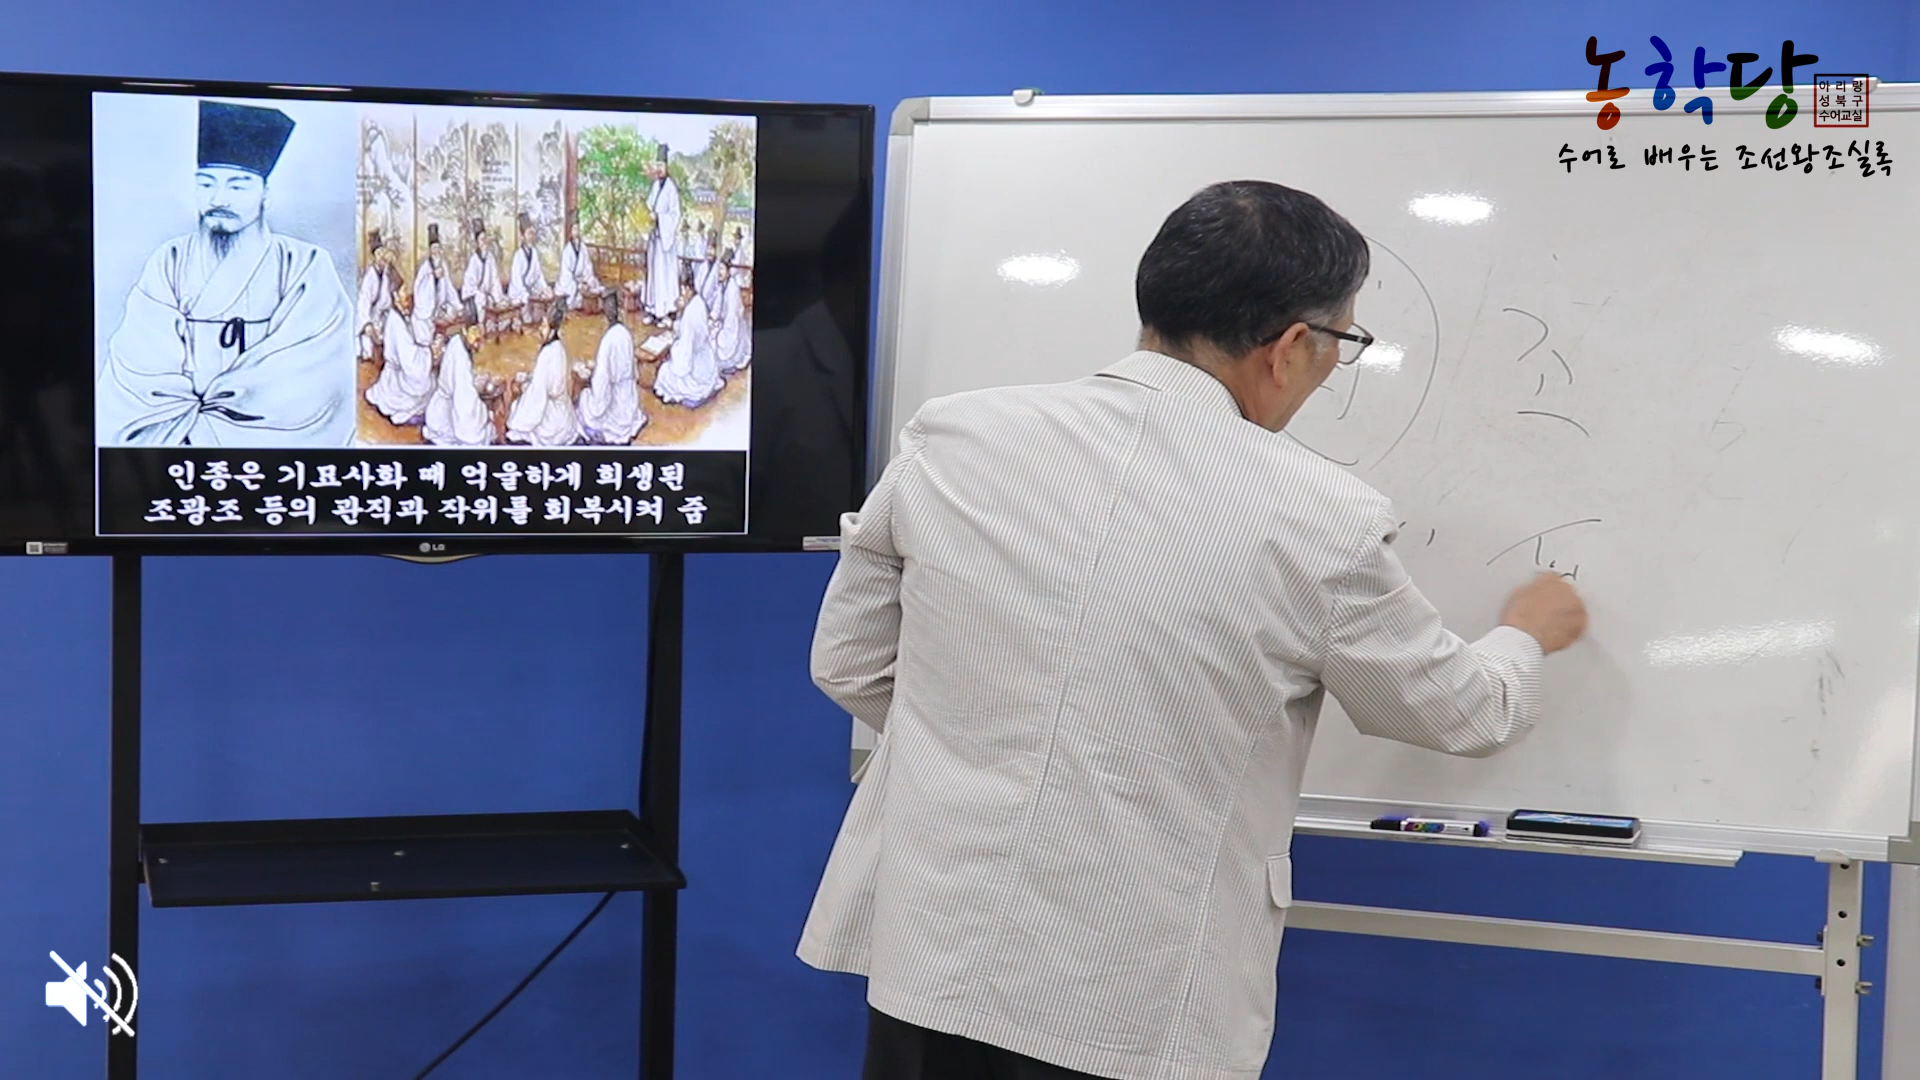 농학당
아리랑
성북구
수어교실
수어로 배우는 조선왕조실록
인종은 기묘사화 때 억울하게 희생된
조광조 등의 관직과 작위를 회복시켜 줌
LG
조